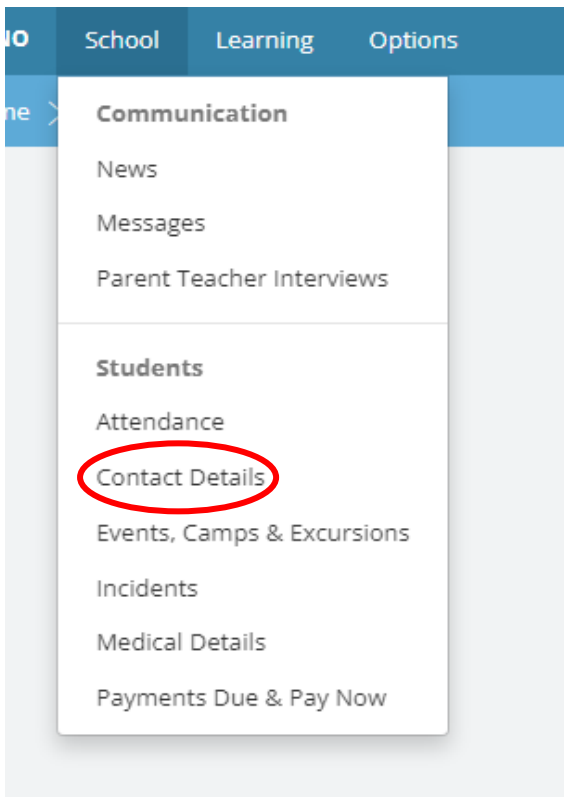 School Learning Options
Communication
News
Messages
Parent Teacher Interviews
Students
Attendance
Contact Details
Events, Camps & Excursions
Incidents
Medical Details
Payments Due & Pay Now